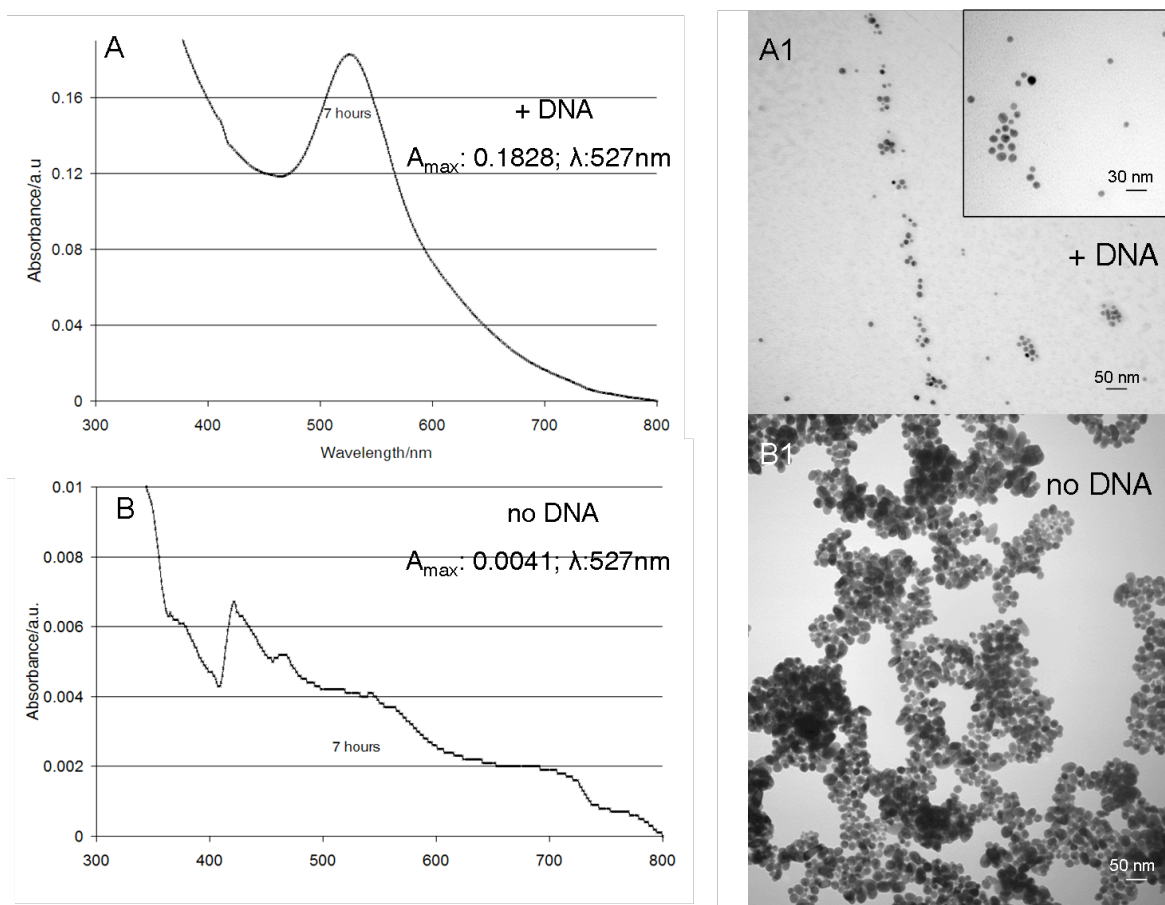 A
+ DNA
7 hours
Amax: 0.1828; λ:527nm
Absorbance/a.u
0.16
0.12
0.08
0.04
0
300 400 500 600 700 800
Wavelength/nm
B
no DNA
Amax: 0.0041; λ:527nm
Absorbance/a.u.
0.01
0.008
0.006
0.004
0.002
0
7 hours
300 400 500 600 700 800
A1
30 nm
+ DNA
50 nm
B1
no DNA
50 nm